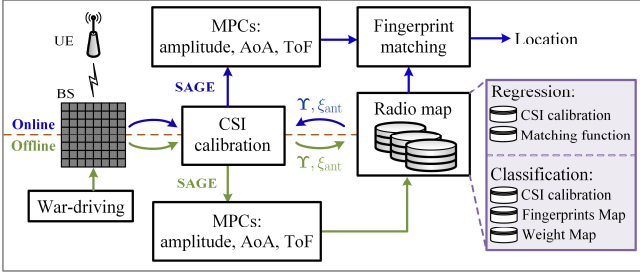 MPCs:
amplitude, AoA, ToF
Fingerprint
matching
Location
UE
BS
SAGE
Online
Offline
CSI
calibration
ϒ, ξant
ϒ, ξant
Radio map
SAGE
War-driving
MPCs:
amplitude, AoA, ToF
Regression:
CSI calibration
Matching function
Classification:
CSI calibration
Fingerprints Map
Weight Map